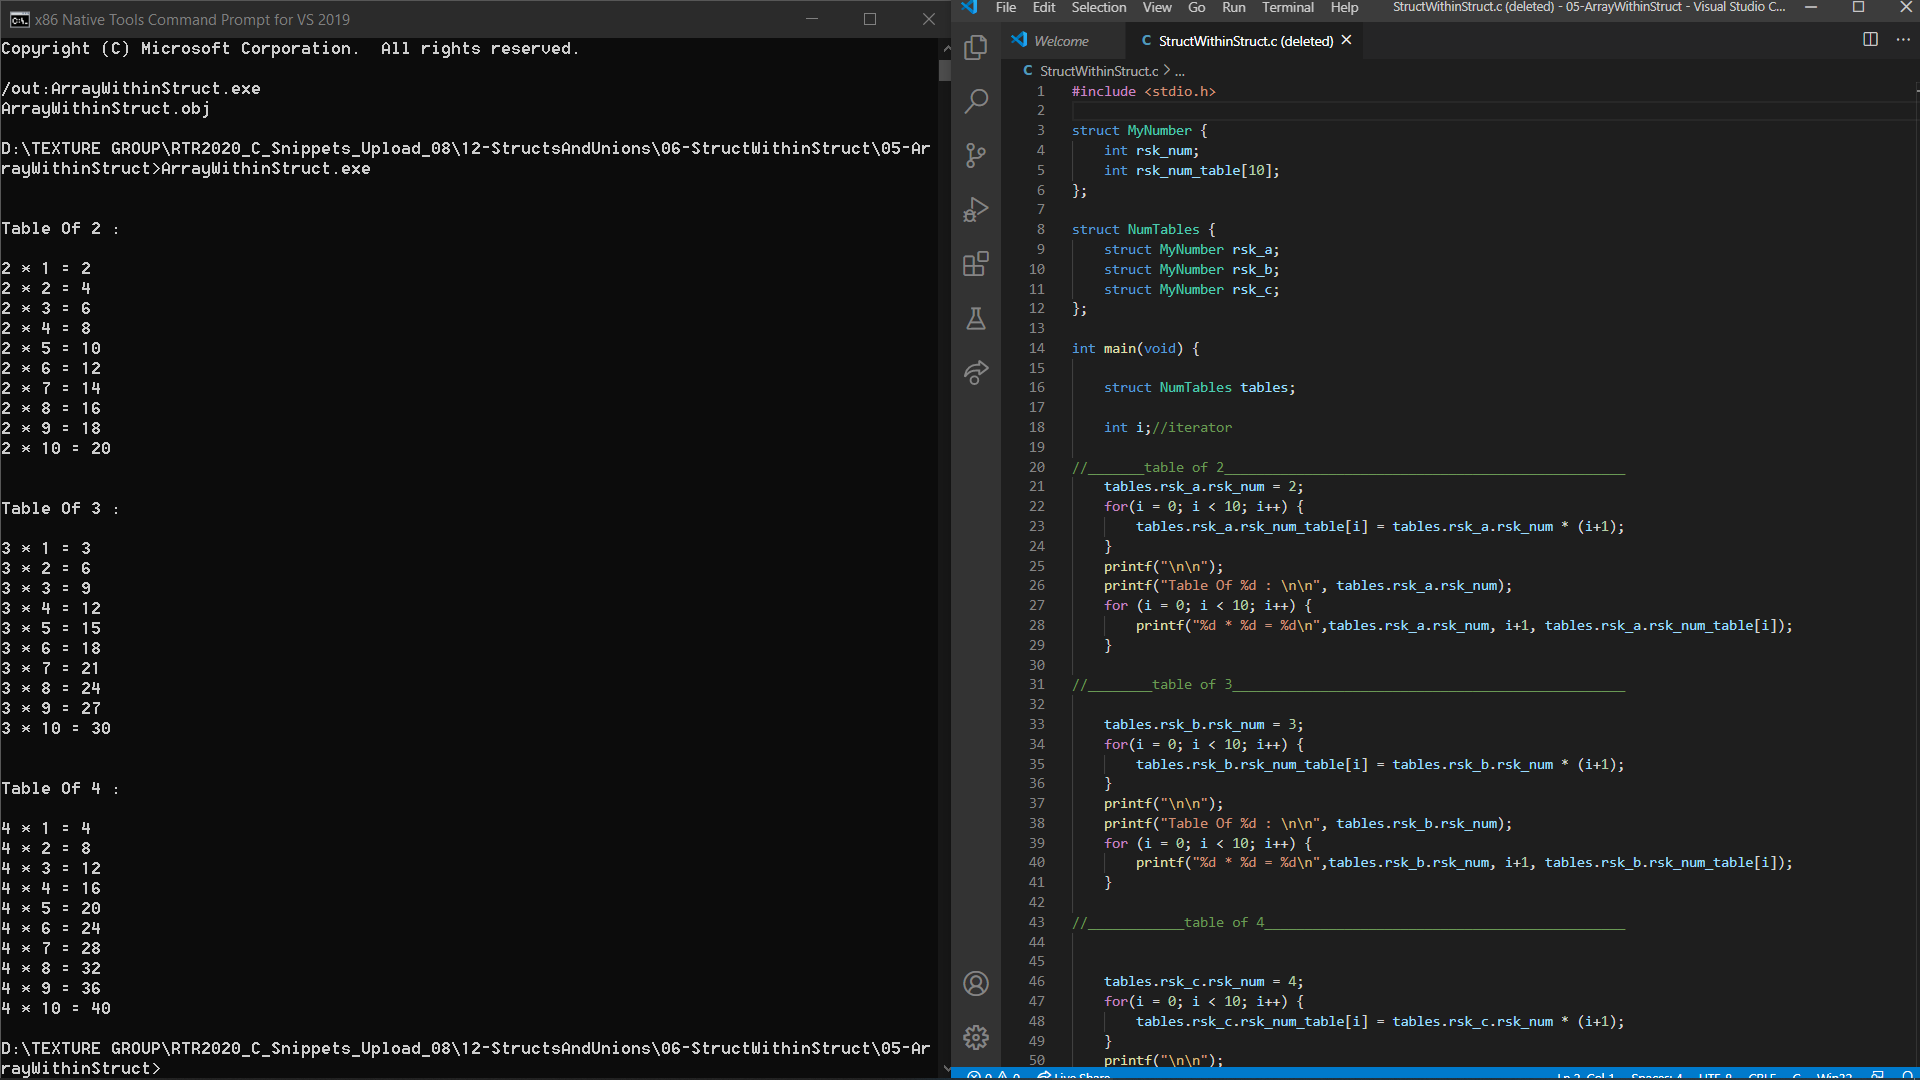 x86 Native Tools Command Prompt for VS 2019
Copyright (C) Microsoft Corporation.  All rights reserved.
/out:ArrayWithinStruct.exe
ArrayWithinStruct.obj
D:\TEXTURE GROUP\RTR2020_C_Snippets_Upload_08\12-StructsAndUnions\06-StructWithinStruct\05-Ar
rayWithinStruct>ArrayWithinStruct.exe
Table Of 2 :
2 * 1 = 2
2 * 2 = 4
2 * 3 = 6
2 * 4 = 8
2 * 5 = 10
2 * 6 = 12
2 * 7 = 14
2 * 8 = 16
2 * 9 = 18
2 * 10 = 20
Table Of 3 :
3 * 1 = 3
3 * 2 = 6
3 * 3 = 9
3 * 4 = 12
3 * 5 = 15
3 * 6 = 18
3 * 7 = 21
3 * 8 = 24
3 * 9 = 27
3 * 10 = 30
Table Of 4 :
4 * 1 = 4
4 * 2 = 8
4 * 3 = 12
4 * 4 = 16
4 * 5 = 20
4 * 6 = 24
4 * 7 = 28
4 * 8 = 32
4 * 9 = 36
4 * 10 = 40
D:\TEXTURE GROUP\RTR2020_C_Snippets_Upload_08\12-StructsAndUnions\06-StructWithinStruct\05-Ar
rayWithinStruct>
File Edit Selection View Go Run Terminal Help StructWithinStruct.c (deleted) - 05-ArrayWithinStruct - Visual Studio C...
Welcome C StructWithinStruct.c (deleted)
C StructWithinStruct.c > ...
1 #include <stdio.h>
2
3 struct MyNumber {
4     int rsk_num;
5     int rsk_num_table[10];
6 };
7
8 struct NumTables {
9     struct MyNumber rsk_a;
10     struct MyNumber rsk_b;
11     struct MyNumber rsk_c;
12 };
13
14 int main(void) {
15
16     struct NumTables tables;
17
18     int i;//iterator
19
20 //_______table of 2__________________________________________________
21     tables.rsk_a.rsk_num = 2;
22     for(i = 0; i < 10; i++) {
23         tables.rsk_a.rsk_num_table[i] = tables.rsk_a.rsk_num * (i+1);
24     }
25     printf("\n\n");
26     printf("Table Of %d : \n\n", tables.rsk_a.rsk_num);
27     for (i = 0; i < 10; i++) {
28         printf("%d * %d = %d\n",tables.rsk_a.rsk_num, i+1, tables.rsk_a.rsk_num_table[i]);
29     }
30
31 //________table of 3_________________________________________________
32
33     tables.rsk_b.rsk_num = 3;
34     for(i = 0; i < 10; i++) {
35         tables.rsk_b.rsk_num_table[i] = tables.rsk_b.rsk_num * (i+1);
36     }
37     printf("\n\n");
38     printf("Table Of %d : \n\n", tables.rsk_b.rsk_num);
39     for (i = 0; i < 10; i++) {
40         printf("%d * %d = %d\n",tables.rsk_b.rsk_num, i+1, tables.rsk_b.rsk_num_table[i]);
41     }
42
43 //____________table of 4_____________________________________________
44
45
46     tables.rsk_c.rsk_num = 4;
47     for(i = 0; i < 10; i++) {
48         tables.rsk_c.rsk_num_table[i] = tables.rsk_c.rsk_num * (i+1);
49     }
50     printf("\n\n");